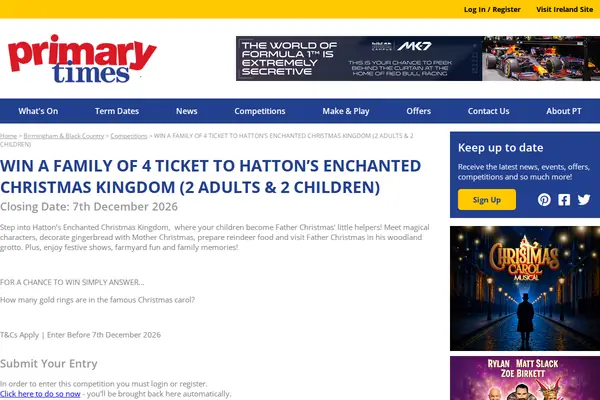 Log In / Register
Visit Ireland Site
primary
times
THE WORLD OF
FORMULA 1™ IS
EXTREMELY
SECRETIVE
MK-7
THIS IS YOUR CHANCE TO PEEK
BEHIND THE CURTAIN AT THE
HOME OF RED BULL RACING
What's On
Term Dates
News
Competitions
Make & Play
Offers
Contact Us
About PT
Home > Birmingham & Black Country > Competitions > WIN A FAMILY OF 4 TICKET TO HATTON'S ENCHANTED CHRISTMAS KINGDOM (2 ADULTS & 2
CHILDREN)
WIN A FAMILY OF 4 TICKET TO HATTON'S ENCHANTED
CHRISTMAS KINGDOM (2 ADULTS & 2 CHILDREN)
Closing Date: 7th December 2026
Step into Hatton's Enchanted Christmas Kingdom,  where your children become Father Christmas' little helpers! Meet magical
characters, decorate gingerbread with Mother Christmas, prepare reindeer food and visit Father Christmas in his woodland
grotto. Plus, enjoy festive shows, farmyard fun and family memories!
FOR A CHANCE TO WIN SIMPLY ANSWER...
How many gold rings are in the famous Christmas carol?
T&Cs Apply | Enter Before 7th December 2026
Submit Your Entry
In order to enter this competition you must login or register.
Click here to do so now - you'll be brought back here automatically.
Keep up to date
Receive the latest news, events, offers,
competitions and so much more!
Sign Up
A
CHRISTMAS
CAROL
MUSICAL
RYLAN MATT SLACK
ZOE BIRKETT